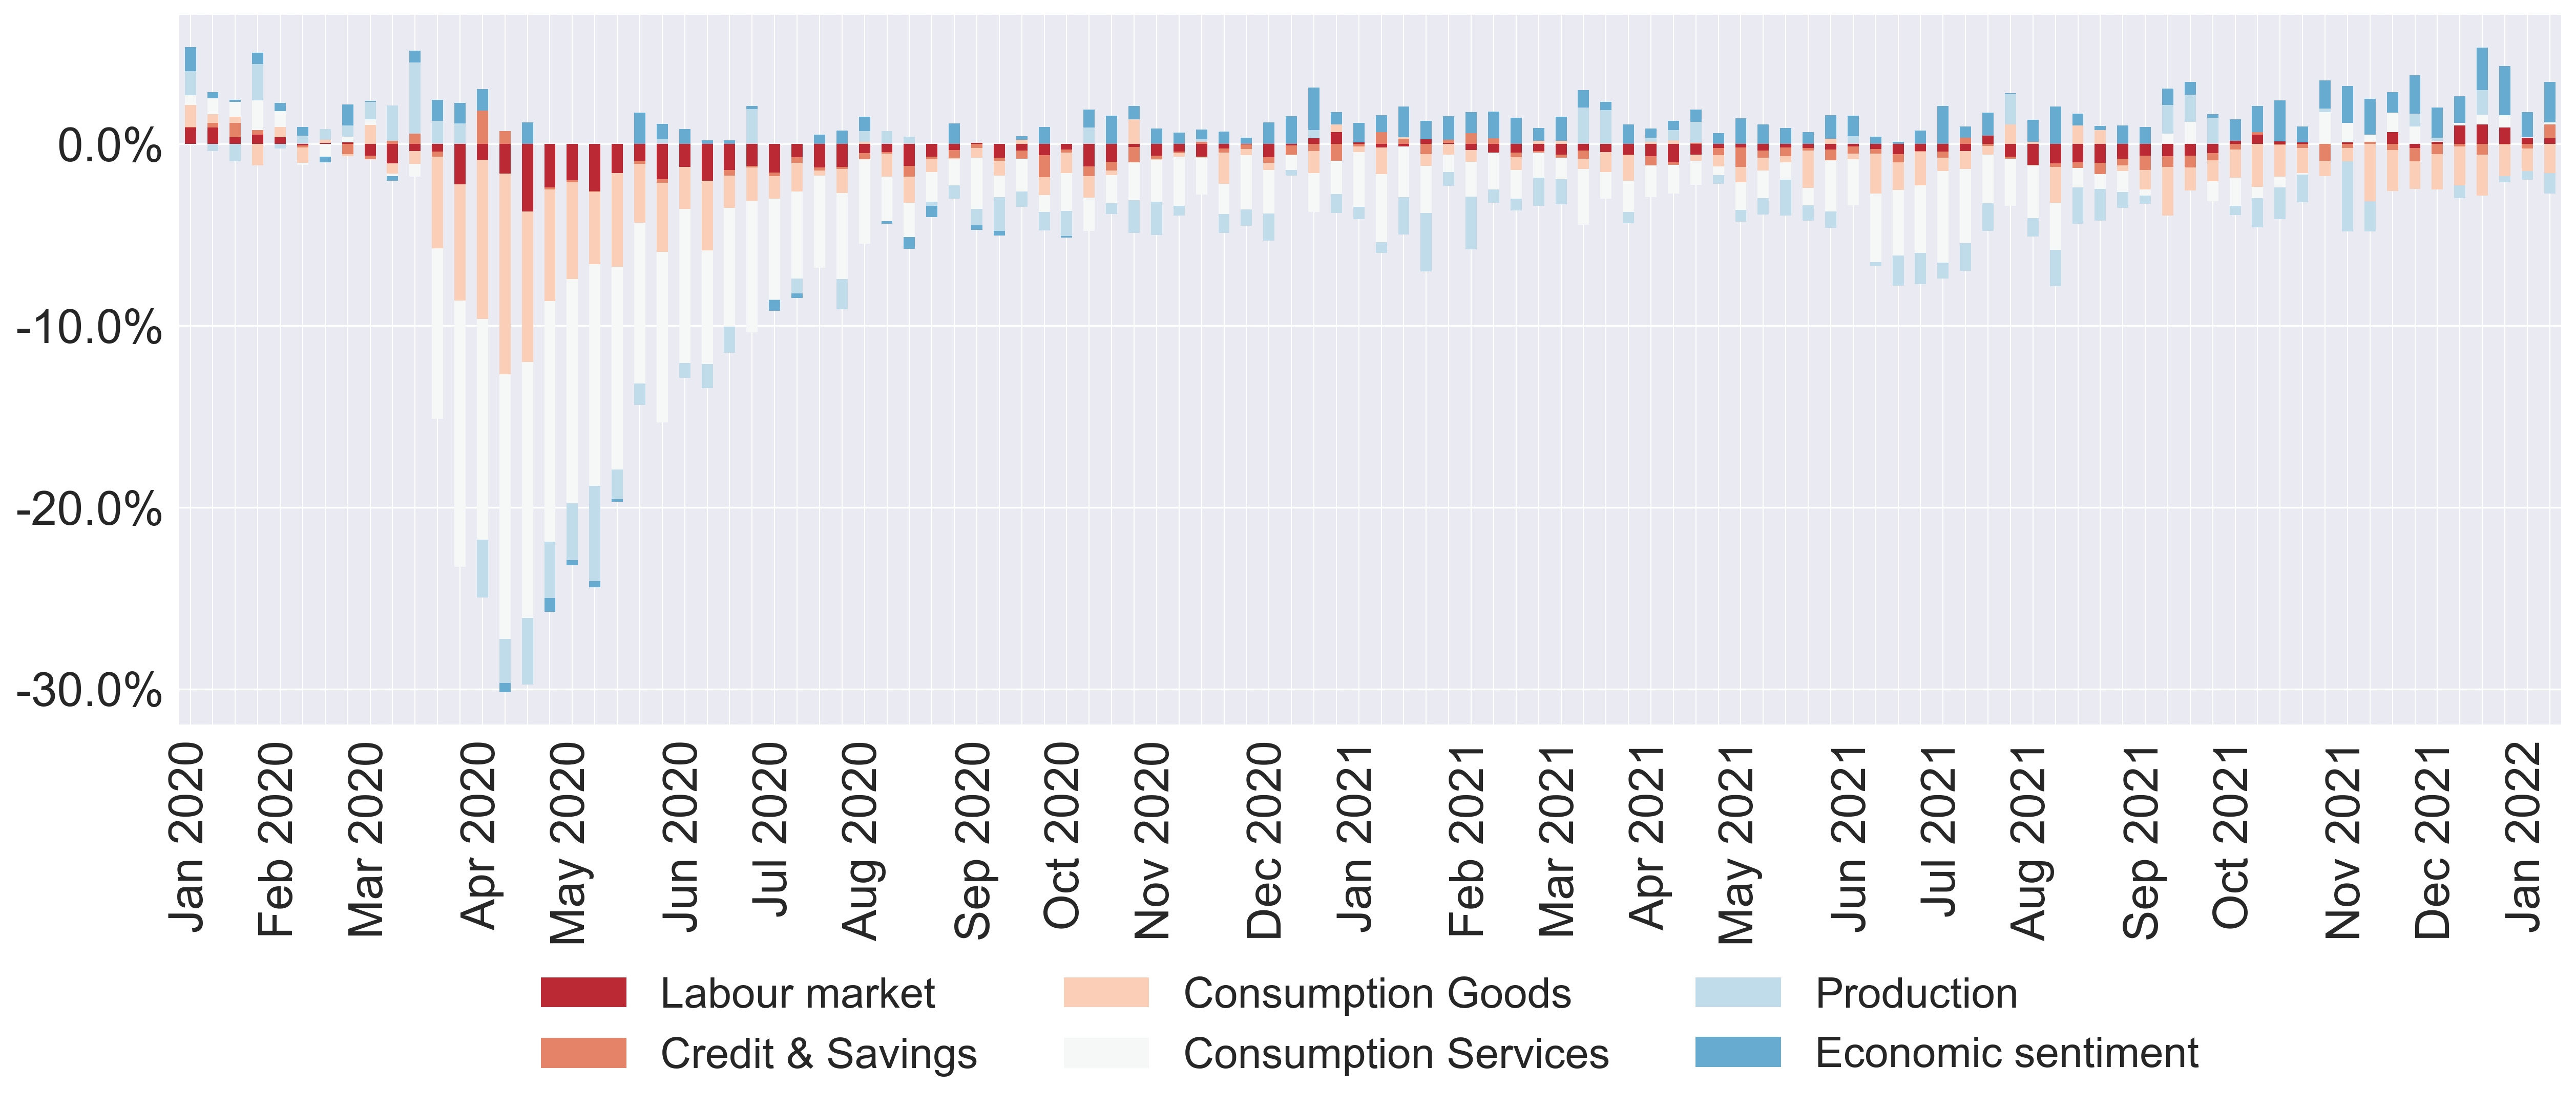 0.0%
-10.0%
-20.0%
-30.0%
Jan 2020
Feb 2020
Mar 2020
Apr 2020
May 2020
Jun 2020
Jul 2020
Aug 2020
Sep 2020
Oct 2020
Nov 2020
Dec 2020
Jan 2021
Feb 2021
Mar 2021
Apr 2021
May 2021
Jun 2021
Jul 2021
Aug 2021
Sep 2021
Oct 2021
Nov 2021
Dec 2021
Jan 2022
Labour market
Consumption Goods
Production
Credit & Savings
Consumption Services
Economic sentiment